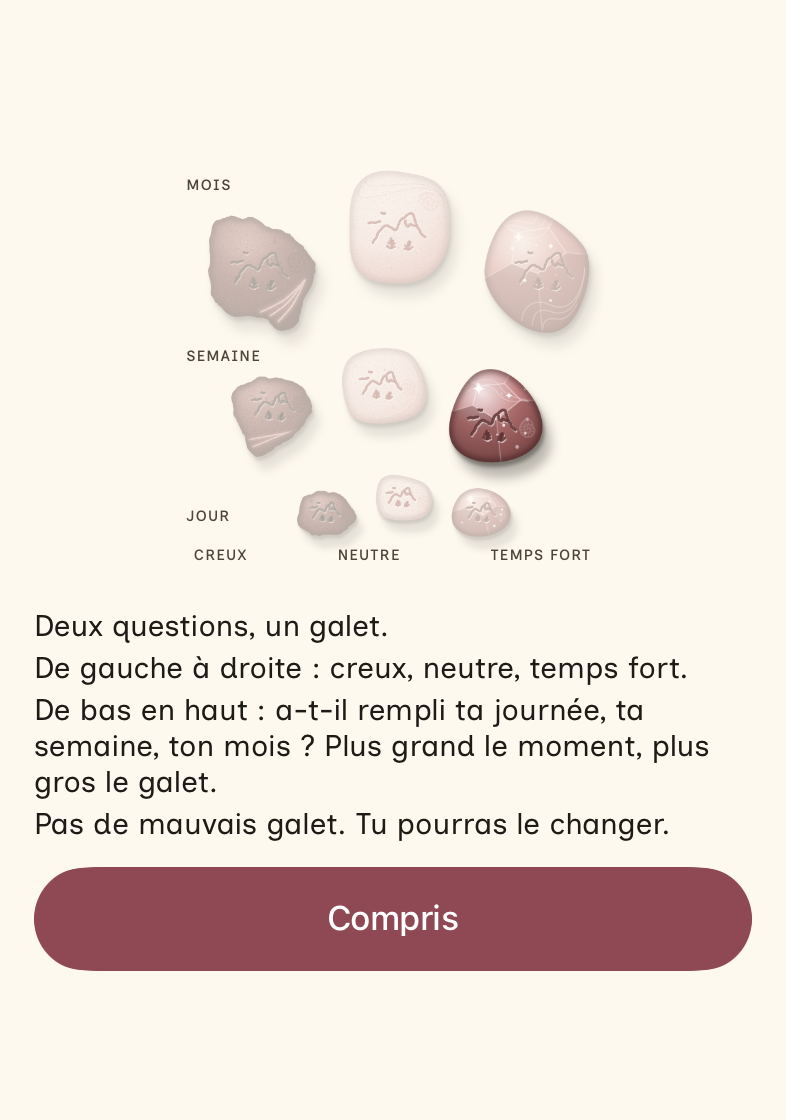 MOIS
SEMAINE
JOUR
CREUX NEUTRE TEMPS FORT
Deux questions, un galet.
De gauche à droite : creux, neutre, temps fort.
De bas en haut : a-t-il rempli ta journée, ta
semaine, ton mois ? Plus grand le moment, plus
gros le galet.
Pas de mauvais galet. Tu pourras le changer.
Compris